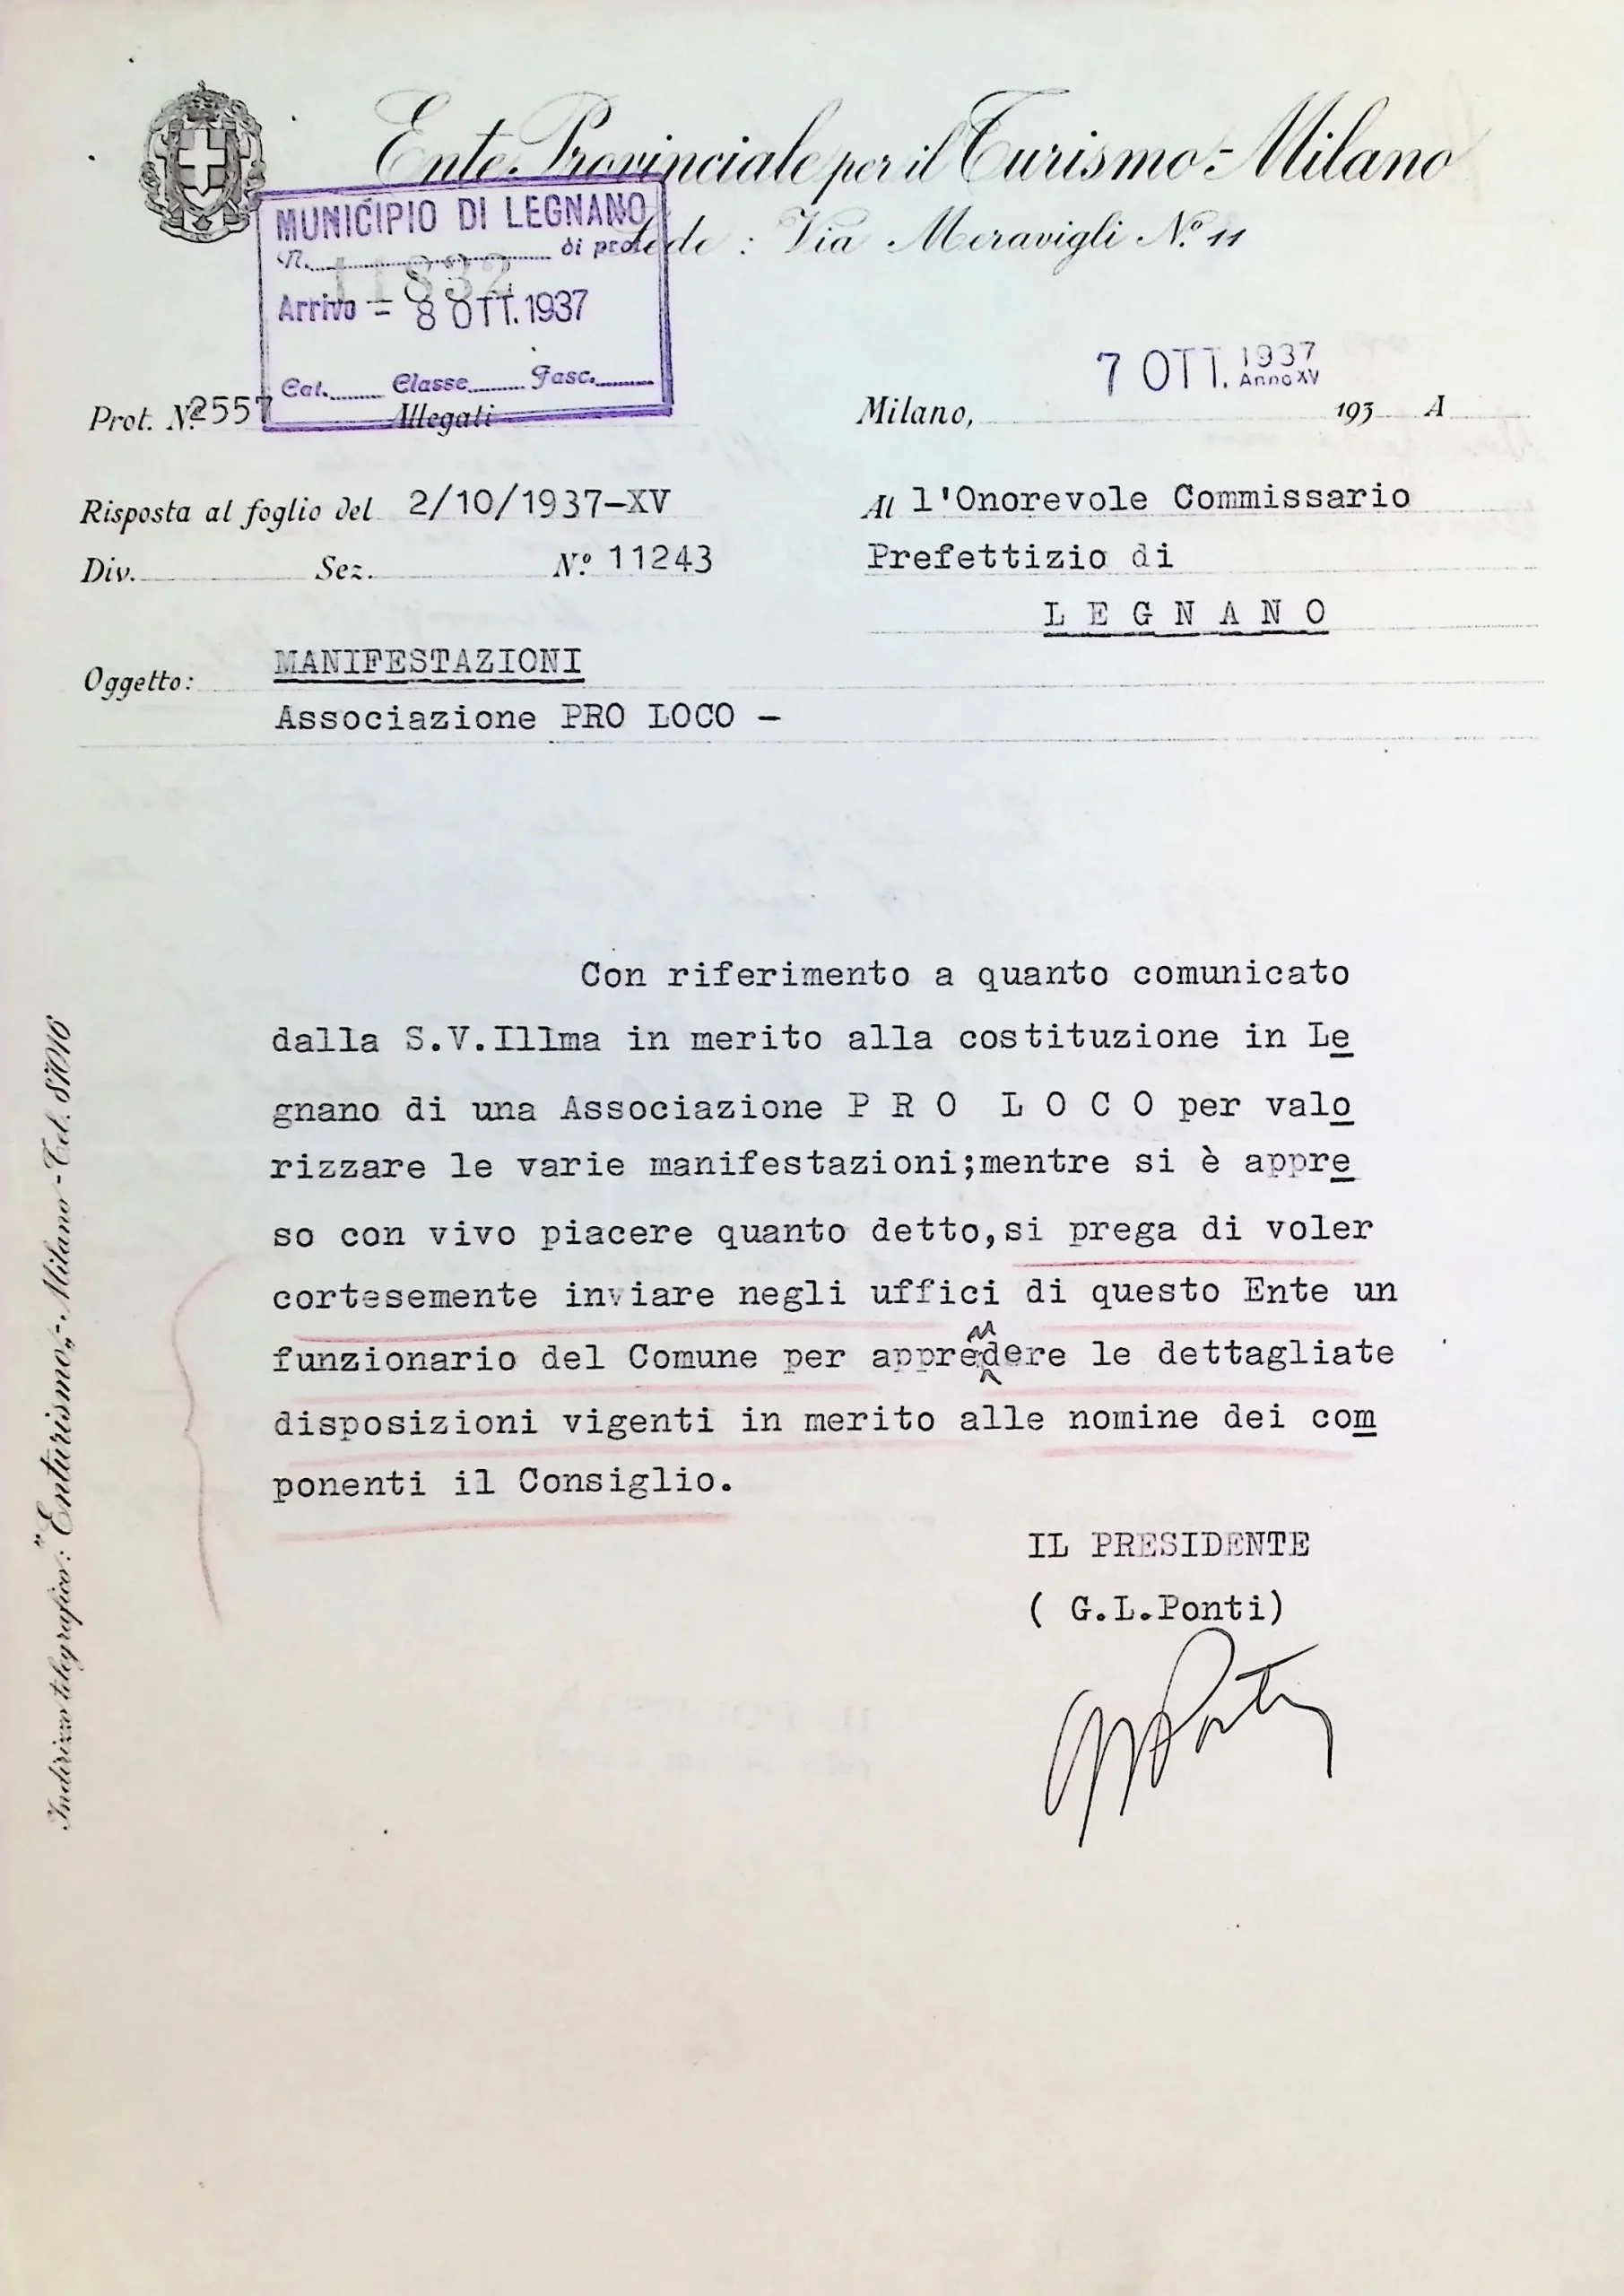 Ente Provinciale per il Turismo - Milano
Sede : Via Meravigli N.º 11
MUNICIPIO DI LEGNANO
N. 11832 di prot.
Arrivo - 8 OTT. 1937
Cat. Classe Fasc.
7 OTT. 1937 Anno XV
Prot. N.º 2557 Allegati
Milano, 193 A
Risposta al foglio del 2/10/1937-XV
Al l'Onorevole Commissario
Div. Sez. N.º 11243
Prefettizio di
L E G N A N O
Oggetto: MANIFESTAZIONI
Associazione PRO LOCO -
Con riferimento a quanto comunicato
dalla S.V.Illma in merito alla costituzione in Le
gnano di una Associazione P R O L O C O per valo
rizzare le varie manifestazioni;mentre si è appre
so con vivo piacere quanto detto,si prega di voler
cortesemente inviare negli uffici di questo Ente un
funzionario del Comune per apprendere le dettagliate
disposizioni vigenti in merito alle nomine dei com
ponenti il Consiglio.
IL PRESIDENTE
( G.L.Ponti)
GLPonti
Indirizzo telegrafico: "Enturismo„ - Milano - Tel. 87016